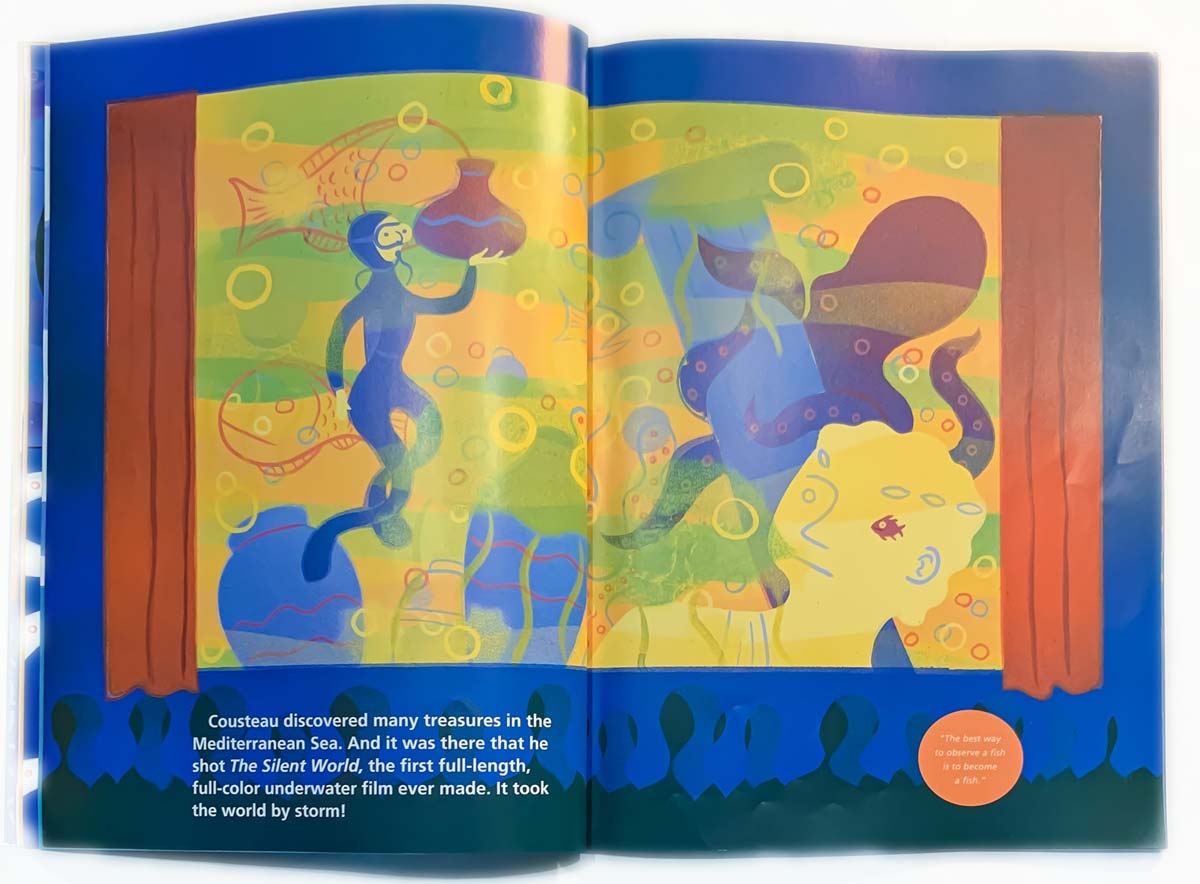 Cousteau discovered many treasures in the
Mediterranean Sea. And it was there that he
shot The Silent World, the first full-length,
full-color underwater film ever made. It took
the world by storm!
"The best way
to observe a fish
is to become
a fish."